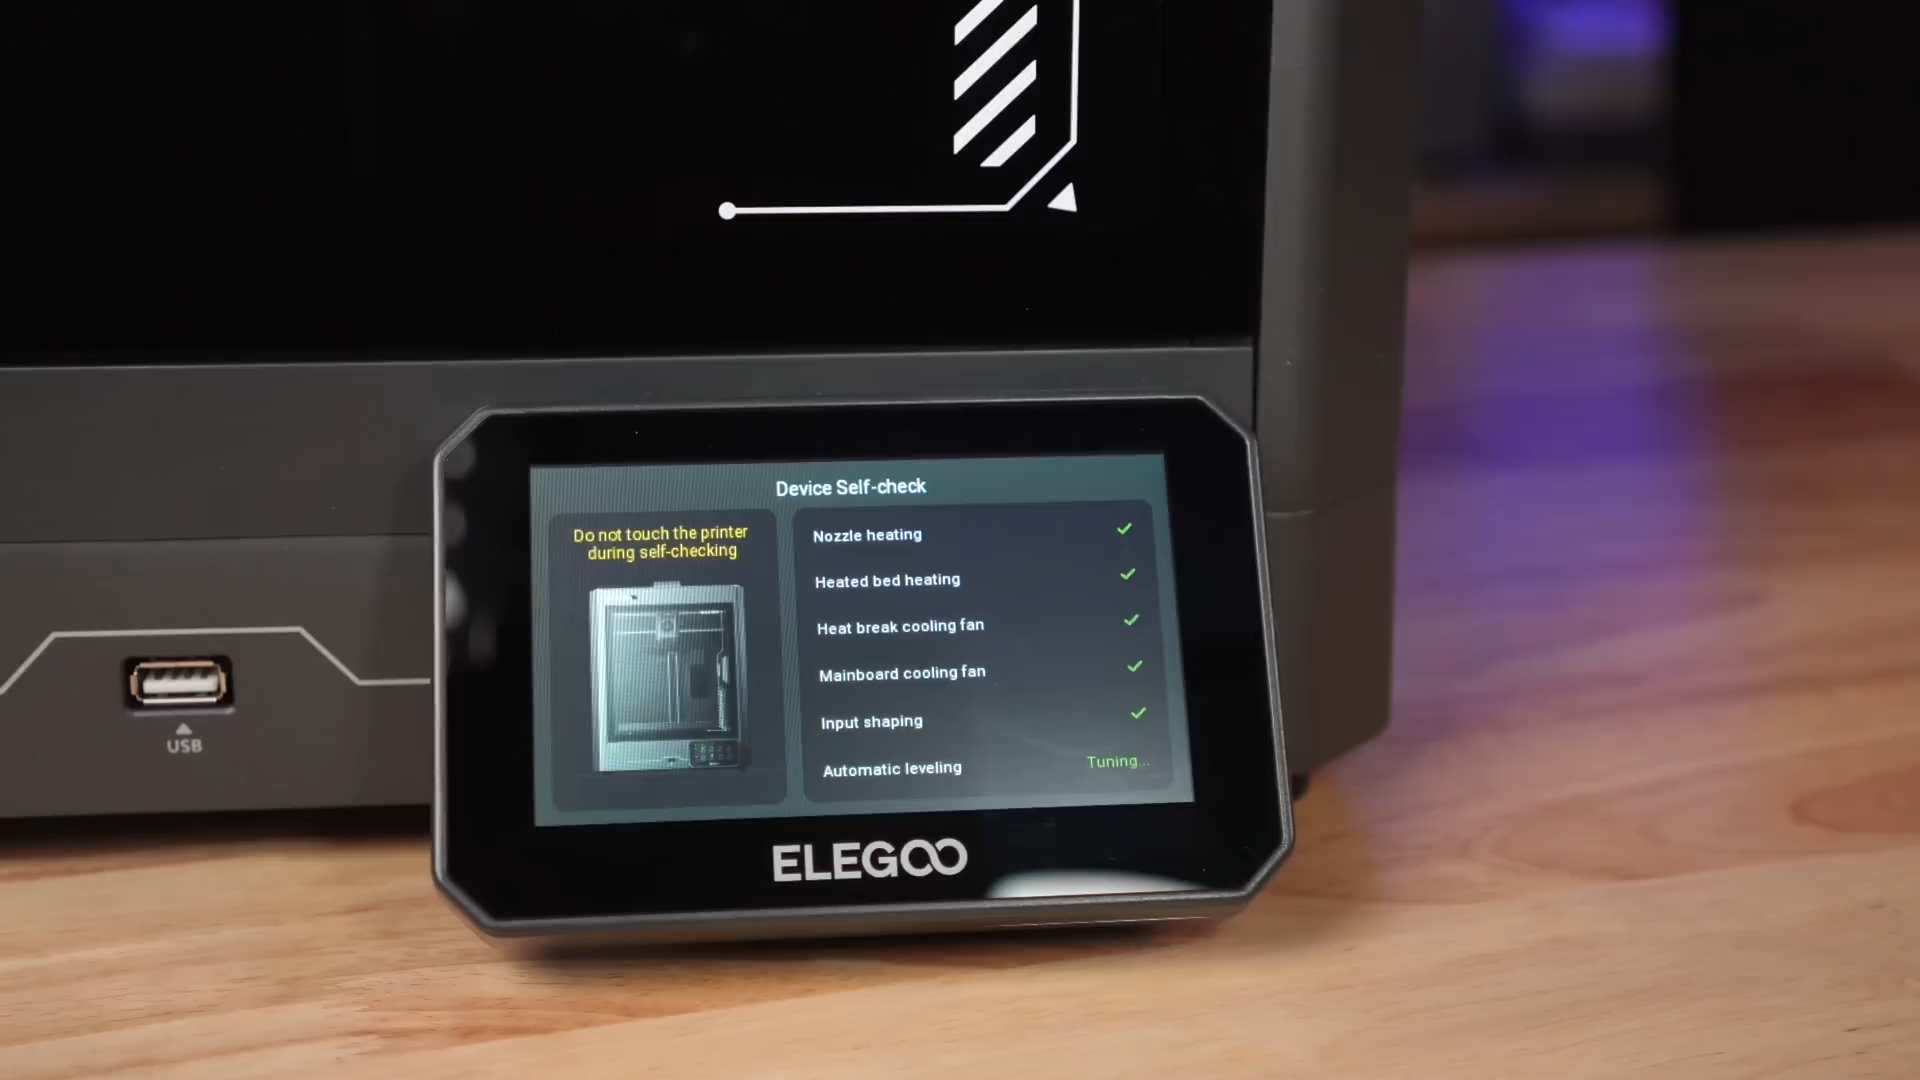 Device Self-check
Do not touch the printer
during self-checking
Nozzle heating
Heated bed heating
Heat break cooling fan
Mainboard cooling fan
Input shaping
Automatic leveling Tuning...
USB
ELEGOO